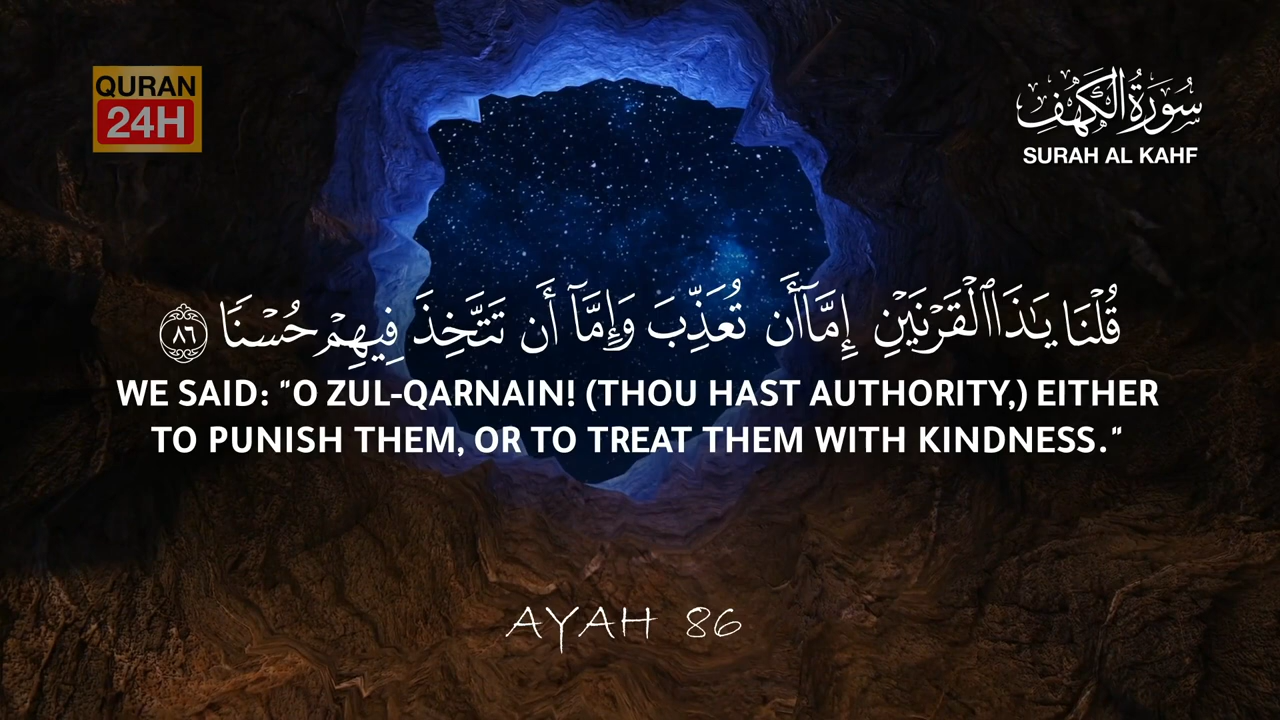 QURAN
24H
سُورَةُ الكَهْفِ
SURAH AL KAHF
قُلْنَا يَـٰذَا ٱلْقَرْنَيْنِ إِمَّآ أَن تُعَذِّبَ وَإِمَّآ أَن تَتَّخِذَ فِيهِمْ حُسْنًا ٨٦
WE SAID: "O ZUL-QARNAIN! (THOU HAST AUTHORITY,) EITHER
TO PUNISH THEM, OR TO TREAT THEM WITH KINDNESS."
AYAH 86